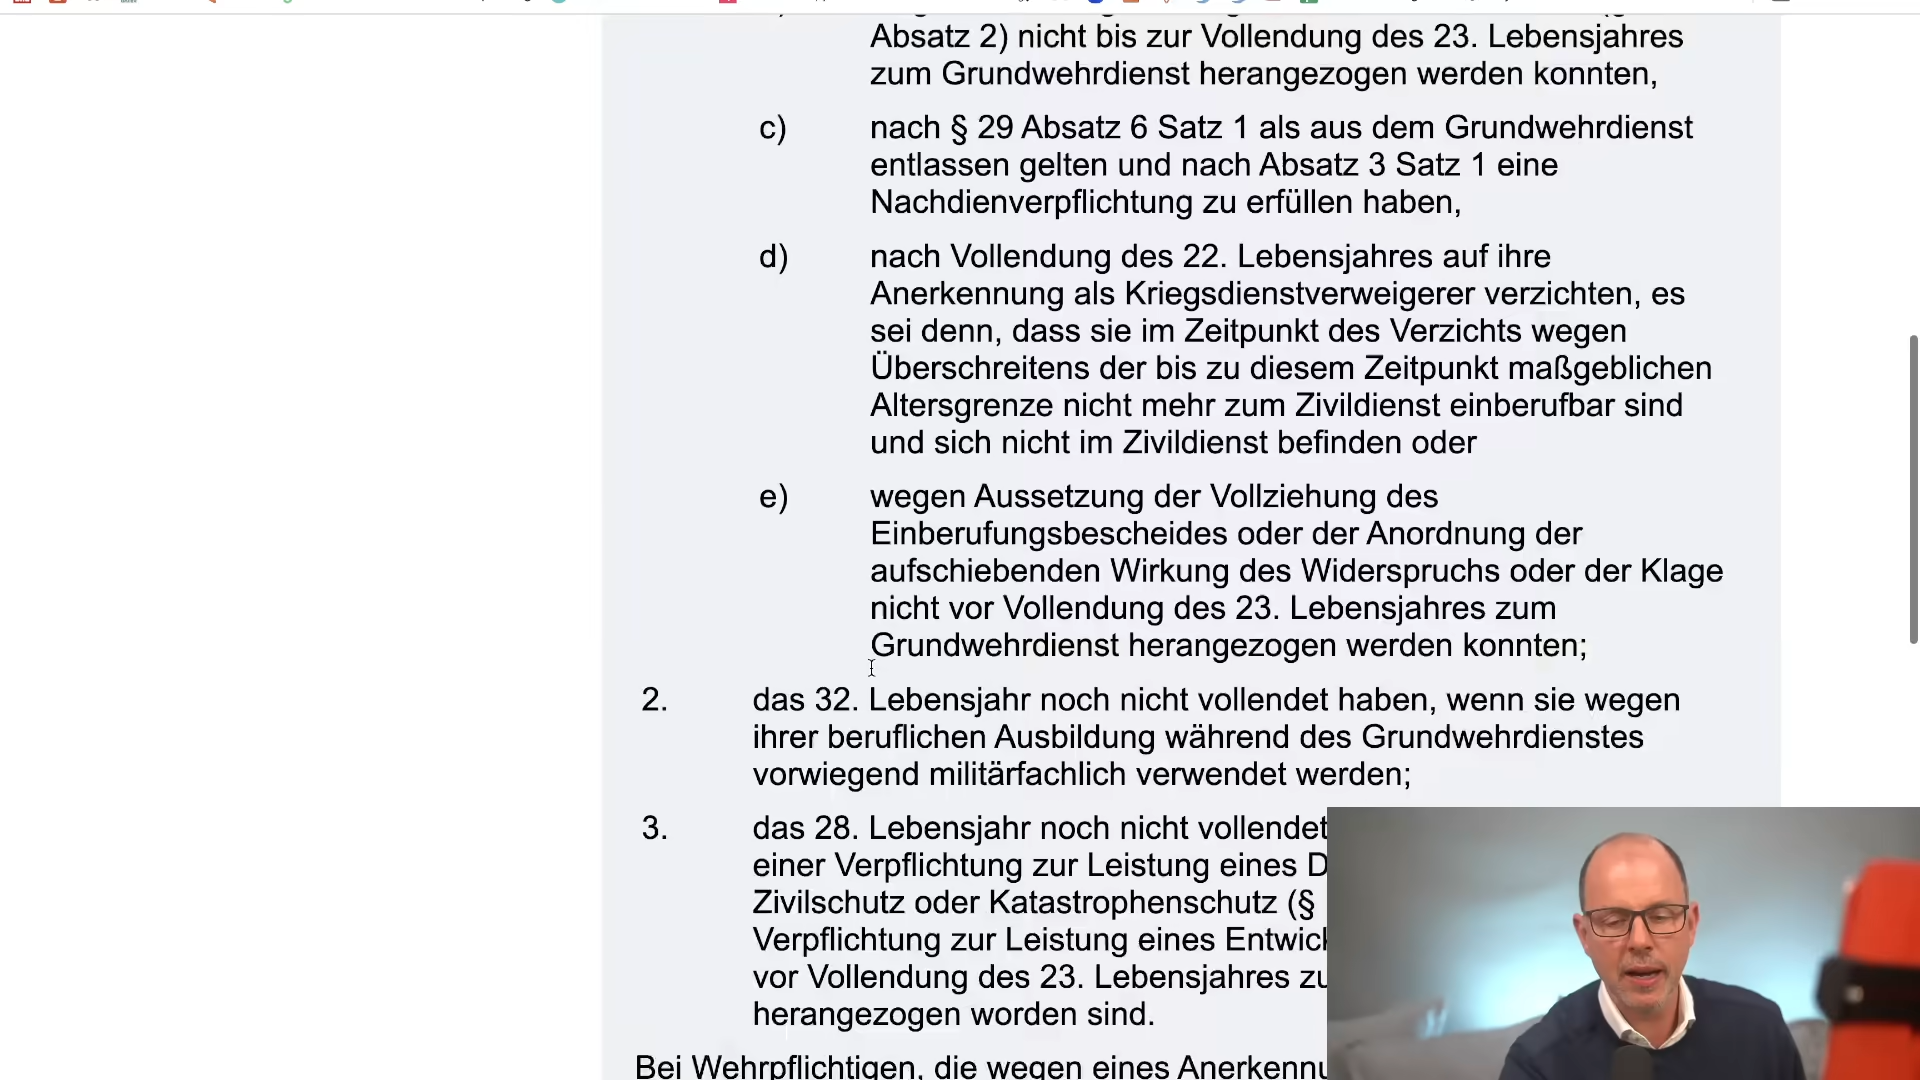 Absatz 2) nicht bis zur Vollendung des 23. Lebensjahres
zum Grundwehrdienst herangezogen werden konnten,
c) nach § 29 Absatz 6 Satz 1 als aus dem Grundwehrdienst
entlassen gelten und nach Absatz 3 Satz 1 eine
Nachdienverpflichtung zu erfüllen haben,
d) nach Vollendung des 22. Lebensjahres auf ihre
Anerkennung als Kriegsdienstverweigerer verzichten, es
sei denn, dass sie im Zeitpunkt des Verzichts wegen
Überschreitens der bis zu diesem Zeitpunkt maßgeblichen
Altersgrenze nicht mehr zum Zivildienst einberufbar sind
und sich nicht im Zivildienst befinden oder
e) wegen Aussetzung der Vollziehung des
Einberufungsbescheides oder der Anordnung der
aufschiebenden Wirkung des Widerspruchs oder der Klage
nicht vor Vollendung des 23. Lebensjahres zum
Grundwehrdienst herangezogen werden konnten;
2. das 32. Lebensjahr noch nicht vollendet haben, wenn sie wegen
ihrer beruflichen Ausbildung während des Grundwehrdienstes
vorwiegend militärfachlich verwendet werden;
3. das 28. Lebensjahr noch nicht vollendet
einer Verpflichtung zur Leistung eines D
Zivilschutz oder Katastrophenschutz (§
Verpflichtung zur Leistung eines Entwick
vor Vollendung des 23. Lebensjahres zu
herangezogen worden sind.
Bei Wehrpflichtigen, die wegen eines Anerkennu